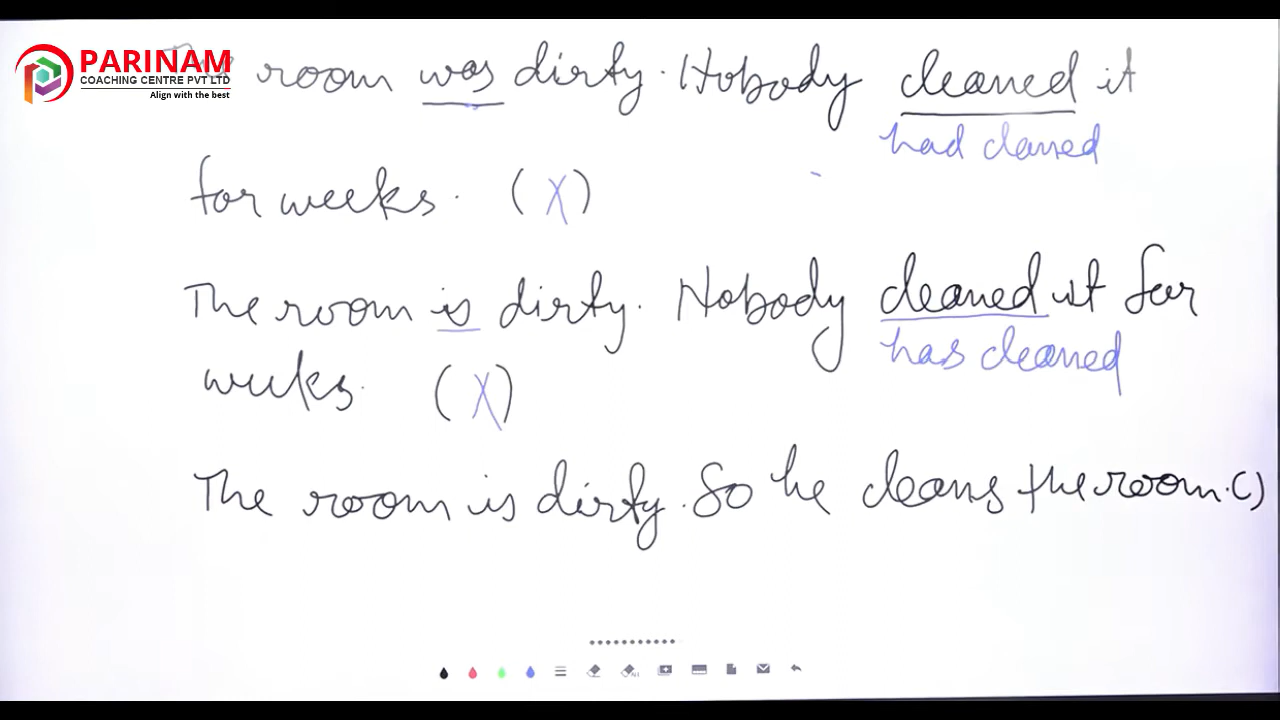 PARINAM
COACHING CENTRE PVT LTD
Align with the best
The room was dirty. Nobody cleaned it
had cleaned
for weeks. (X)
The room is dirty. Nobody cleaned it for
has cleaned
weeks. (X)
The room is dirty. So he cleans the room. ( )
ALL